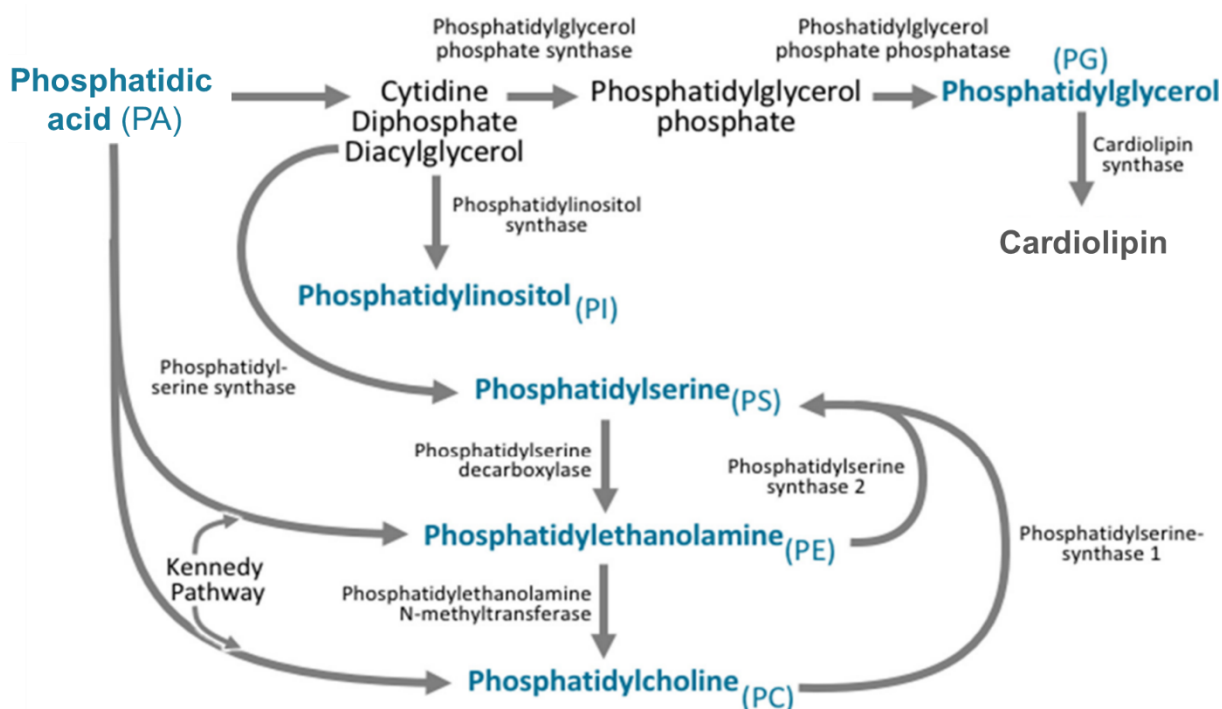 Phosphatidylglycerol
phosphate synthase
Phoshatidylglycerol
phosphate phosphatase
Phosphatidic
acid (PA)
Cytidine
Diphosphate
Diacylglycerol
Phosphatidylglycerol
phosphate
(PG)
Phosphatidylglycerol
Cardiolipin
synthase
Cardiolipin
Phosphatidylinositol
synthase
Phosphatidylinositol (PI)
Phosphatidyl-
serine synthase
Phosphatidylserine (PS)
Phosphatidylserine
decarboxylase
Phosphatidylserine
synthase 2
Phosphatidylserine-
synthase 1
Phosphatidylethanolamine (PE)
Kennedy
Pathway
Phosphatidylethanolamine
N-methyltransferase
Phosphatidylcholine (PC)